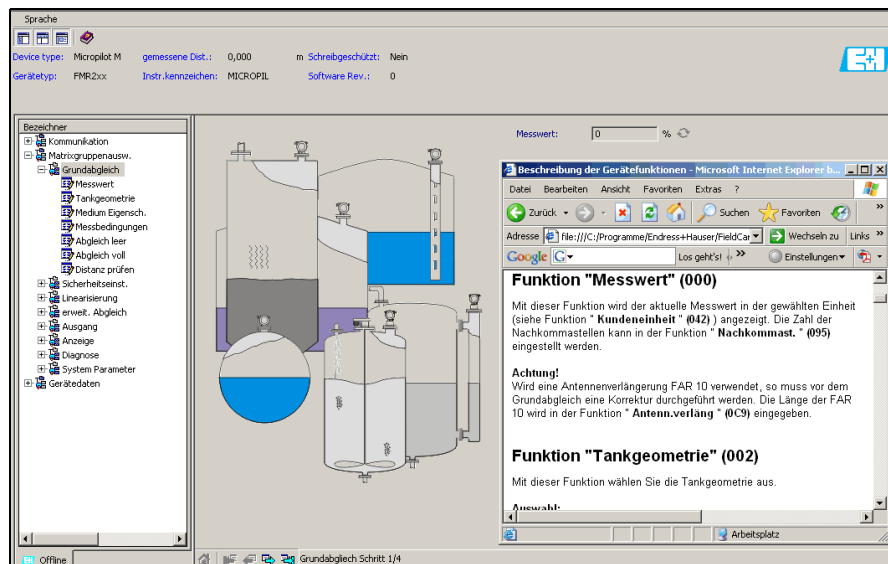 Sprache
Device type: Micropilot M gemessene Dist.: 0,000 m Schreibgeschützt: Nein
Gerätetyp: FMR2xx Instr.kennzeichen: MICROPIL Software Rev.: 0
E+H
Bezeichner
Kommunikation
Matrixgruppenausw.
Grundabgleich
Messwert
Tankgeometrie
Medium Eigensch.
Messbedingungen
Abgleich leer
Abgleich voll
Distanz prüfen
Sicherheitseinst.
Linearisierung
erweit. Abgleich
Ausgang
Anzeige
Diagnose
System Parameter
Gerätedaten
Messwert: 0 %
Beschreibung der Gerätefunktionen - Microsoft Internet Explorer b...
Datei Bearbeiten Ansicht Favoriten Extras ?
Zurück Suchen Favoriten »
Adresse file:///C:/Programme/Endress+Hauser/FieldCar Wechseln zu Links »
Google G Los geht's! » Einstellungen
Funktion "Messwert" (000)
Mit dieser Funktion wird der aktuelle Messwert in der gewählten Einheit
(siehe Funktion " Kundeneinheit " (042) ) angezeigt. Die Zahl der
Nachkommastellen kann in der Funktion " Nachkommast. " (095)
eingestellt werden.
Achtung!
Wird eine Antennenverlängerung FAR 10 verwendet, so muss vor dem
Grundabgleich eine Korrektur durchgeführt werden. Die Länge der FAR
10 wird in der Funktion " Antenn.verläng " (0C9) eingegeben.
Funktion "Tankgeometrie" (002)
Mit dieser Funktion wählen Sie die Tankgeometrie aus.
Auswahl:
Arbeitsplatz
Offline
Grundabgliech Schritt 1/4